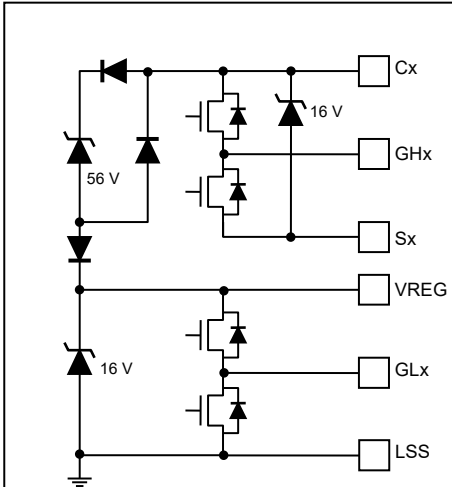 Cx
16 V
GHx
56 V
Sx
VREG
16 V
GLx
LSS